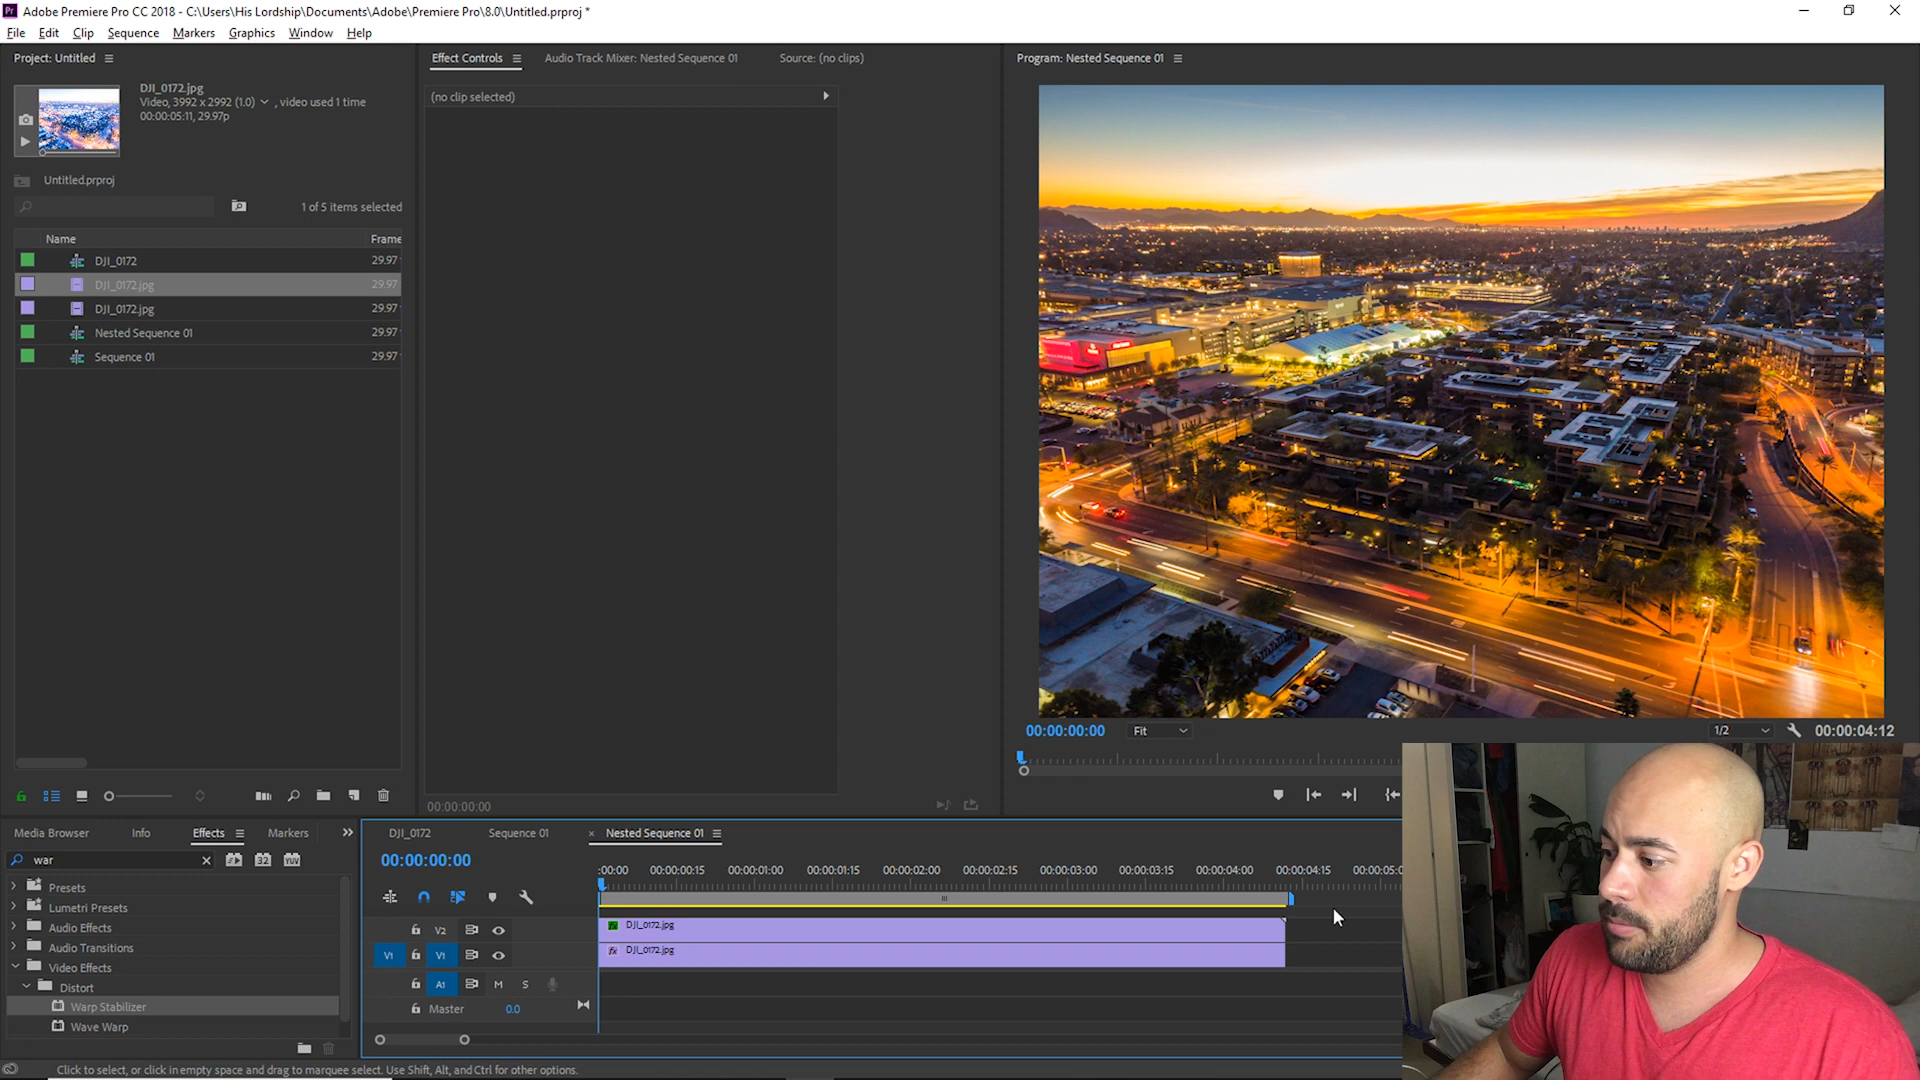 Adobe Premiere Pro CC 2018 - C:\Users\His Lordship\Documents\Adobe\Premiere Pro\8.0\Untitled.prproj *
File Edit Clip Sequence Markers Graphics Window Help
Project: Untitled
Effect Controls
Audio Track Mixer: Nested Sequence 01
Source: (no clips)
Program: Nested Sequence 01
DJI_0172.jpg
Video, 3992 x 2992 (1.0) , video used 1 time
00:00:05:11, 29.97p
(no clip selected)
Untitled.prproj
1 of 5 items selected
Name Frame
DJI_0172 29.97
DJI_0172.jpg 29.97
DJI_0172.jpg 29.97
Nested Sequence 01 29.97
Sequence 01 29.97
00:00:00:00
Fit
1/2
00:00:04:12
00:00:00:00
Media Browser Info Effects Markers
war
32
YUV
Presets
Lumetri Presets
Audio Effects
Audio Transitions
Video Effects
Distort
Warp Stabilizer
Wave Warp
DJI_0172 Sequence 01 × Nested Sequence 01
00:00:00:00
:00:00 00:00:00:15 00:00:01:00 00:00:01:15 00:00:02:00 00:00:02:15 00:00:03:00 00:00:03:15 00:00:04:00 00:00:04:15 00:00:05:0
V2 fx DJI_0172.jpg
V1 V1 fx DJI_0172.jpg
A1 M S
Master 0.0
Click to select, or click in empty space and drag to marquee select. Use Shift, Alt, and Ctrl for other options.